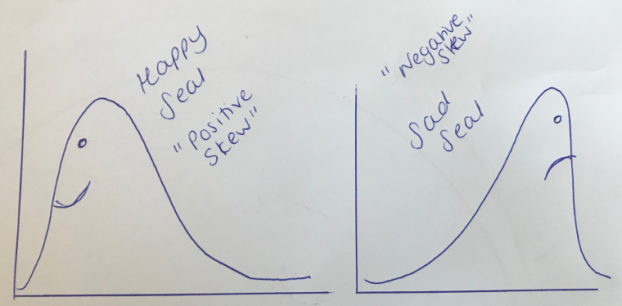 Happy
Seal
"Positive
Skew"
"Negative
Skew"
Sad
Seal